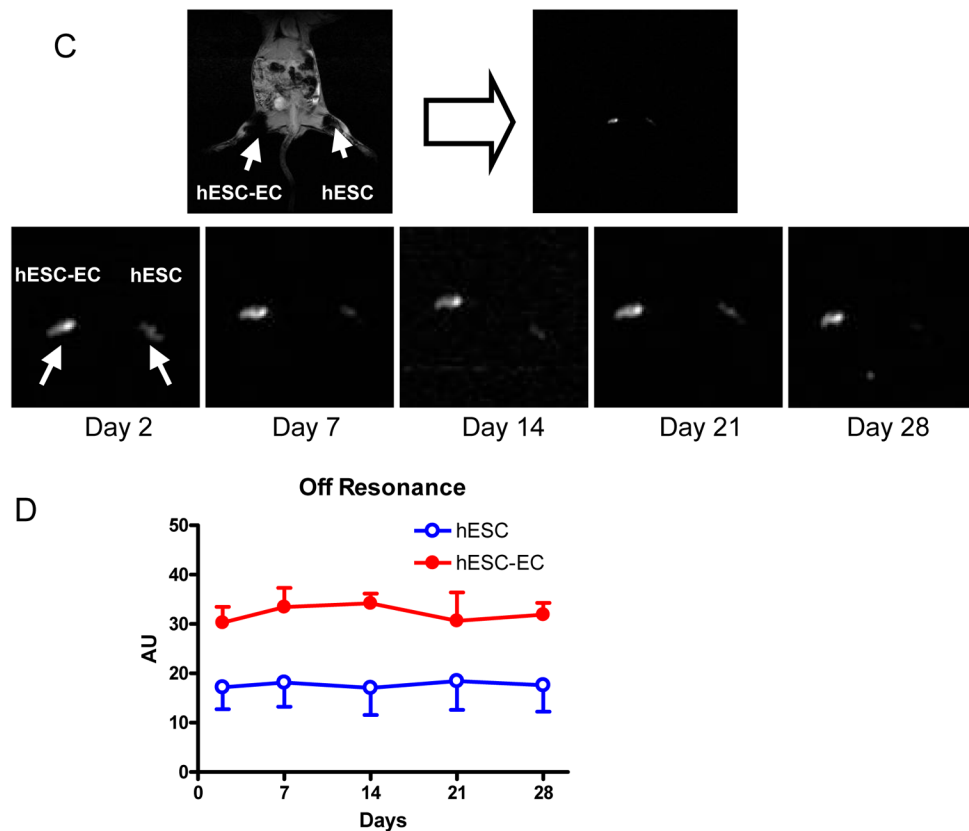 C
hESC-EC hESC
hESC-EC hESC
Day 2 Day 7 Day 14 Day 21 Day 28
D
Off Resonance
hESC
hESC-EC
50
40
30
20
10
0
AU
0 7 14 21 28
Days